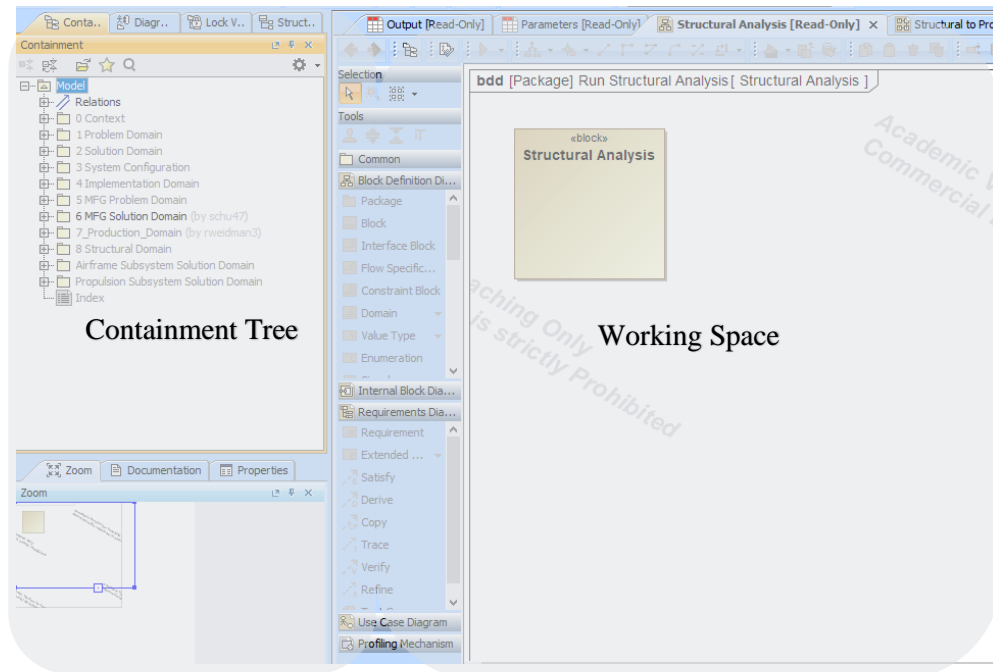 Conta.. Diagr.. Lock V.. Struct..
Containment
Model
Relations
0 Context
1 Problem Domain
2 Solution Domain
3 System Configuration
4 Implementation Domain
5 MFG Problem Domain
6 MFG Solution Domain (by schu47)
7_Production_Domain (by rweidman3)
8 Structural Domain
Airframe Subsystem Solution Domain
Propulsion Subsystem Solution Domain
Index
Containment Tree
Zoom Documentation Properties
Zoom
Output [Read-Only] Parameters [Read-Only] Structural Analysis [Read-Only] Structural to Pro
Selection
Tools
Common
Block Definition Di...
Package
Block
Interface Block
Flow Specific...
Constraint Block
Domain
Value Type
Enumeration
Internal Block Dia...
Requirements Dia...
Requirement
Extended ...
Satisfy
Derive
Copy
Trace
Verify
Refine
Use Case Diagram
Profiling Mechanism
bdd [Package] Run Structural Analysis [ Structural Analysis ]
«block»
Structural Analysis
Working Space
Academic V
Commercial
aching Only
is strictly Prohibited